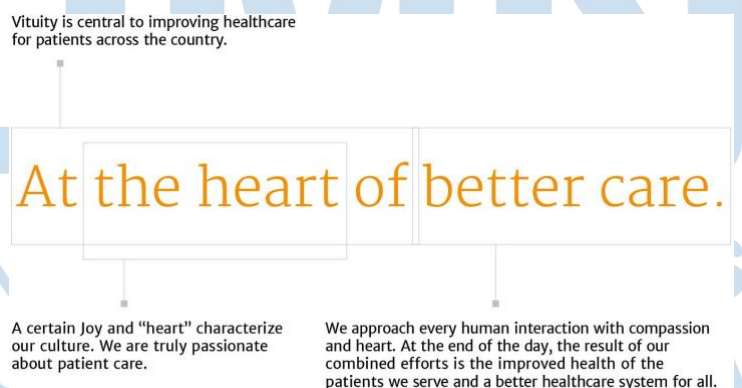 Vituity is central to improving healthcare
for patients across the country.
At the heart of better care.
A certain Joy and “heart” characterize
our culture. We are truly passionate
about patient care.
We approach every human interaction with compassion
and heart. At the end of the day, the result of our
combined efforts is the improved health of the
patients we serve and a better healthcare system for all.